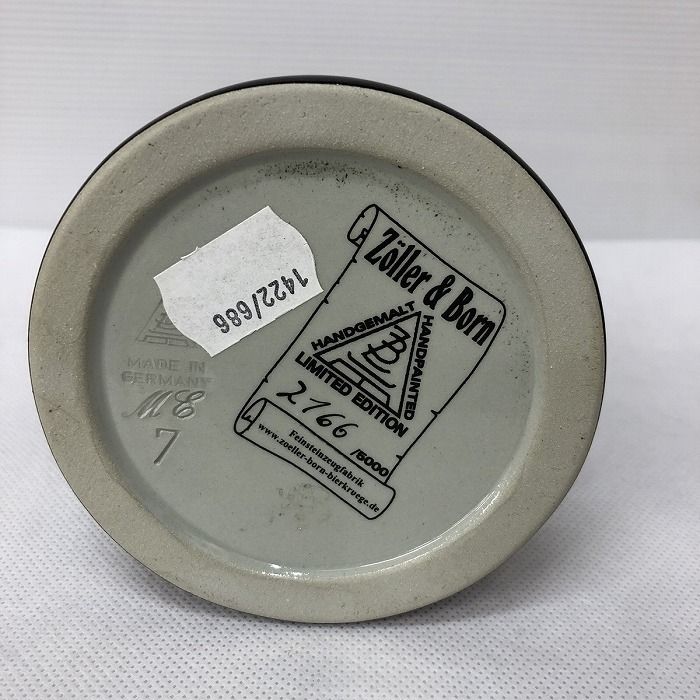 1422/686
MADE IN
GERMANY
ME
7
Zöller & Born
HANDGEMALT
HANDPAINTED
LIMITED EDITION
2766 /5000
Feinsteinzeugfabrik
www.zoeller-born-bierkruege.de